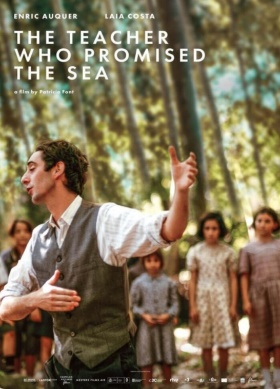 ENRIC AUQUER LAIA COSTA
THE TEACHER
WHO PROMISED
THE SEA
a film by Patricia Font